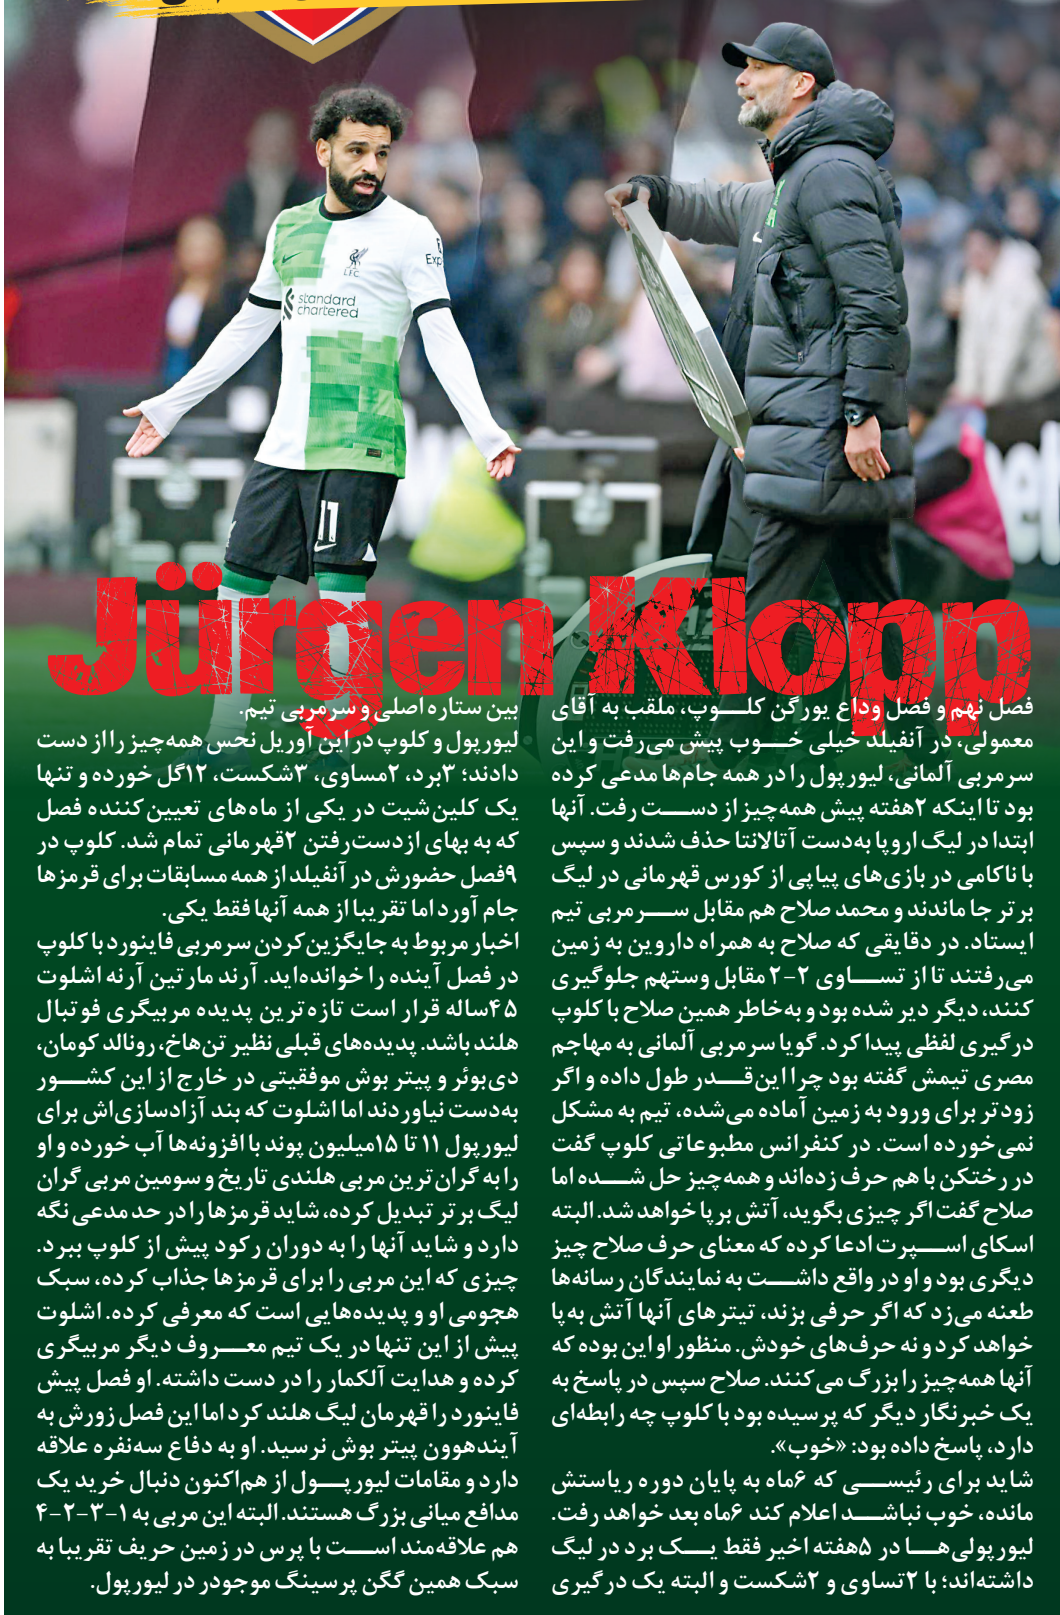 LFC
standard
chartered
Exp
11
Jürgen Klopp
فصل نهم و فصل وداع یورگن کلـــوپ، ملقب به آقای
معمولی، در آنفیلد خیلی خـــوب پیش می‌رفت و این
سرمربی آلمانی، لیورپول را در همه جام‌ها مدعی کرده
بود تا اینکه ۲هفته پیش همه‌چیز از دســـت رفت. آنها
ابتدا در لیگ اروپا به‌دست آتالانتا حذف شدند و سپس
با ناکامی در بازی‌های پیاپی از کورس قهرمانی در لیگ
برتر جا ماندند و محمد صلاح هم مقابل ســـرمربی تیم
ایستاد. در دقایقی که صلاح به همراه داروین به زمین
می‌رفتند تا از تســـاوی ۲-۲ مقابل وستهم جلوگیری
کنند، دیگر دیر شده بود و به‌خاطر همین صلاح با کلوپ
درگیری لفظی پیدا کرد. گویا سرمربی آلمانی به مهاجم
مصری تیمش گفته بود چرا این‌قـــدر طول داده و اگر
زودتر برای ورود به زمین آماده می‌شده، تیم به مشکل
نمی‌خورده است. در کنفرانس مطبوعاتی کلوپ گفت
در رختکن با هم حرف زده‌اند و همه‌چیز حل شـــده اما
صلاح گفت اگر چیزی بگوید، آتش برپا خواهد شد. البته
اسکای اســـپرت ادعا کرده که معنای حرف صلاح چیز
دیگری بود و او در واقع داشـــت به نمایندگان رسانه‌ها
طعنه می‌زد که اگر حرفی بزند، تیترهای آنها آتش به‌پا
خواهد کرد و نه حرف‌های خودش. منظور او این بوده که
آنها همه‌چیز را بزرگ می‌کنند. صلاح سپس در پاسخ به
یک خبرنگار دیگر که پرسیده بود با کلوپ چه رابطه‌ای
دارد، پاسخ داده بود: «خوب».
شاید برای رئیســـی که ۶ماه به پایان دوره ریاستش
مانده، خوب نباشـــد اعلام کند ۶ماه بعد خواهد رفت.
لیورپولی‌هـــا در ۵هفته اخیر فقط یـــک برد در لیگ
داشته‌اند؛ با ۲تساوی و ۲شکست و البته یک درگیری
بین ستاره اصلی و سرمربی تیم.
لیورپول و کلوپ در این آوریل نحس همه‌چیز را از دست
دادند؛ ۳برد، ۲مساوی، ۳شکست، ۱۲گل خورده و تنها
یک کلین‌شیت در یکی از ماه‌های تعیین‌کننده فصل
که به بهای ازدست‌رفتن ۲قهرمانی تمام شد. کلوپ در
۹فصل حضورش در آنفیلد از همه مسابقات برای قرمزها
جام آورد اما تقریبا از همه آنها فقط یکی.
اخبار مربوط به جایگزین‌کردن سرمربی فاینورد با کلوپ
در فصل آینده را خوانده‌اید. آرند مارتین آرنه اشلوت
۴۵ساله قرار است تازه‌ترین پدیده مربیگری فوتبال
هلند باشد. پدیده‌های قبلی نظیر تن‌هاخ، رونالد کومان،
دی‌بوئر و پیتر بوش موفقیتی در خارج از این کشـــور
به‌دست نیاوردند اما اشلوت که بند آزادسازی‌اش برای
لیورپول ۱۱ تا ۱۵میلیون پوند با افزونه‌ها آب خورده و او
را به گران‌ترین مربی هلندی تاریخ و سومین مربی گران
لیگ برتر تبدیل کرده، شاید قرمزها را در حد مدعی نگه
دارد و شاید آنها را به دوران رکود پیش از کلوپ ببرد.
چیزی که این مربی را برای قرمزها جذاب کرده، سبک
هجومی او و پدیده‌هایی است که معرفی کرده. اشلوت
پیش از این تنها در یک تیم معـــروف دیگر مربیگری
کرده و هدایت آلکمار را در دست داشته. او فصل پیش
فاینورد را قهرمان لیگ هلند کرد اما این فصل زورش به
آیندهوون پیتر بوش نرسید. او به دفاع سه‌نفره علاقه
دارد و مقامات لیورپـــول از هم‌اکنون دنبال خرید یک
مدافع میانی بزرگ هستند. البته این مربی به ۱-۳-۲-۴
هم علاقه‌مند اســـت با پرس در زمین حریف تقریبا به
سبک همین گگن پرسینگ موجود در لیورپول.